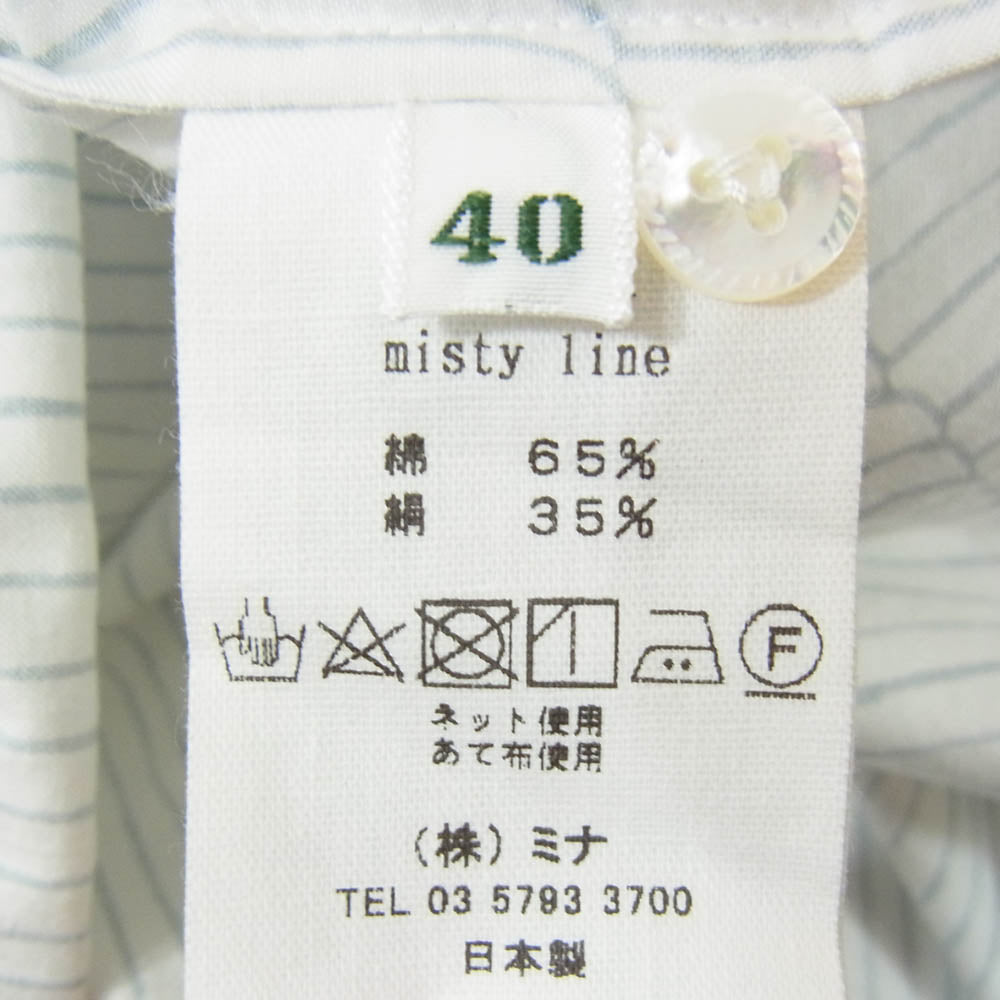 40
misty line
綿 65%
絹 35%
F
ネット使用
あて布使用
（株）ミナ
TEL 03 5793 3700
日本製